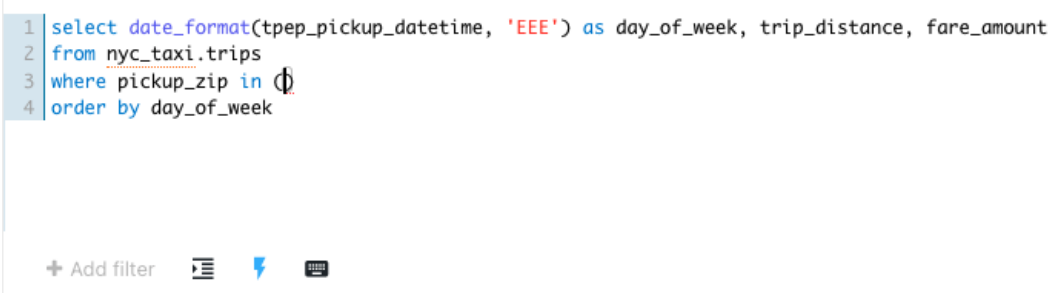 1 select date_format(tpep_pickup_datetime, 'EEE') as day_of_week, trip_distance, fare_amount
2 from nyc_taxi.trips
3 where pickup_zip in ()
4 order by day_of_week
+ Add filter